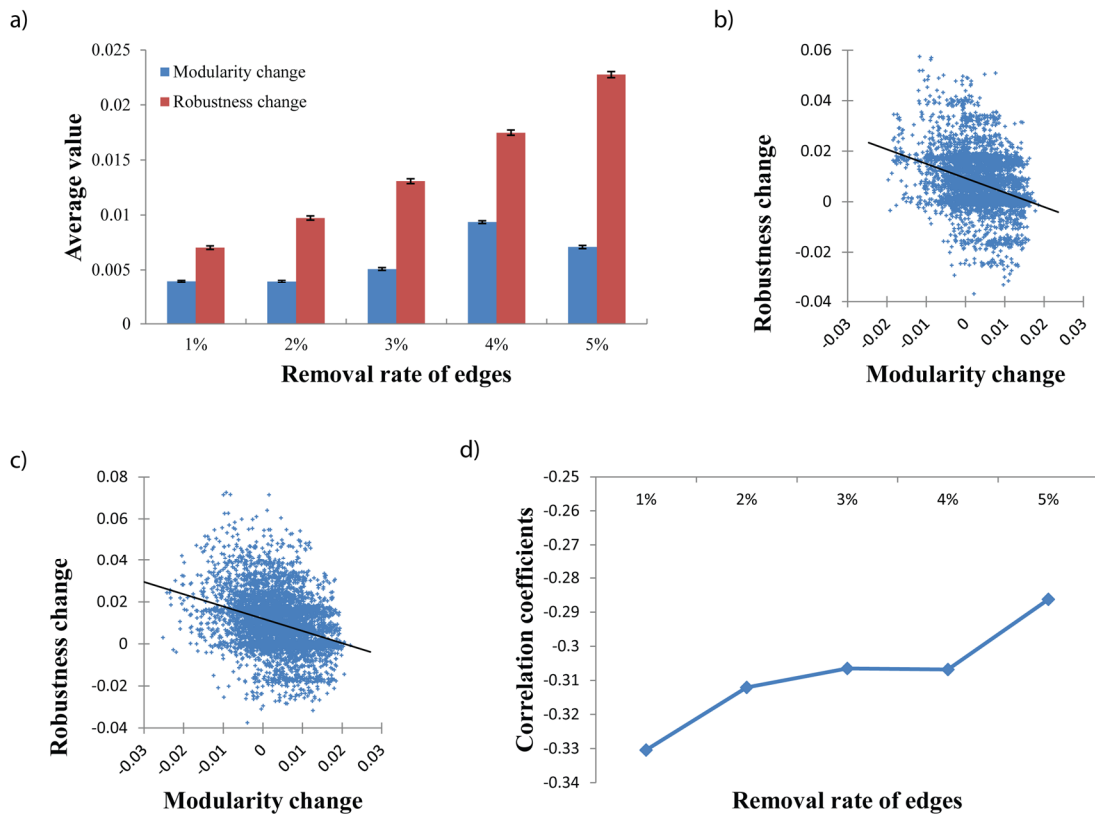 a)
0.025
0.02
0.015
0.01
0.005
0
Average value
Modularity change
Robustness change
1% 2% 3% 4% 5%
Removal rate of edges
b)
0.06
0.04
0.02
0
-0.02
-0.04
Robustness change
-0.03 -0.02 -0.01 0 0.01 0.02 0.03
Modularity change
c)
0.08
0.06
0.04
0.02
0
-0.02
-0.04
Robustness change
-0.03 -0.02 -0.01 0 0.01 0.02 0.03
Modularity change
d)
-0.25
-0.26
-0.27
-0.28
-0.29
-0.3
-0.31
-0.32
-0.33
-0.34
Correlation coefficients
1% 2% 3% 4% 5%
Removal rate of edges